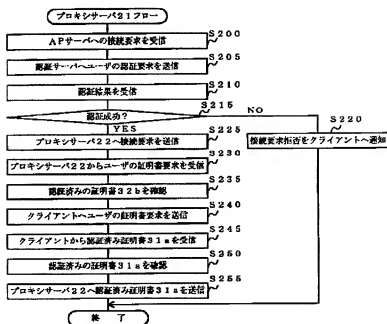 プロキシサーバ21フロー
S200
APサーバへの接続要求を受信
S205
認証サーバへユーザの認証要求を送信
S210
認証結果を受信
S215
認証成功?
NO
YES
S220
接続要求拒否をクライアントへ通知
S225
プロキシサーバ22へ接続要求を送信
S230
プロキシサーバ22からユーザの証明書要求を受信
S235
認証済みの証明書32bを確認
S240
クライアントへユーザの証明書要求を送信
S245
クライアントから認証済み証明書31aを受信
S250
認証済みの証明書31aを確認
S255
プロキシサーバ22へ認証済み証明書31aを送信
終 了